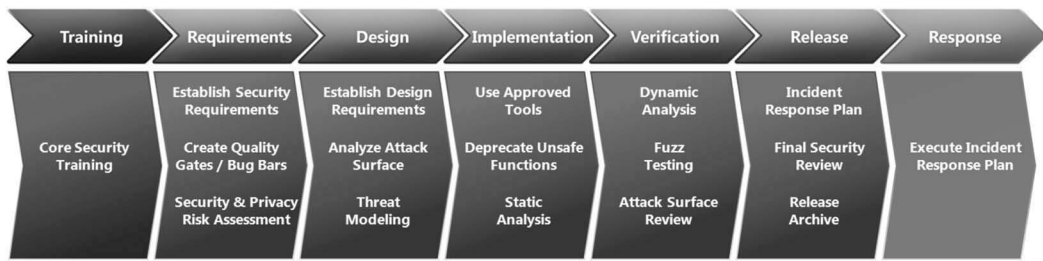 Training
Requirements
Design
Implementation
Verification
Release
Response
Core Security
Training
Establish Security
Requirements
Create Quality
Gates / Bug Bars
Security & Privacy
Risk Assessment
Establish Design
Requirements
Analyze Attack
Surface
Threat
Modeling
Use Approved
Tools
Deprecate Unsafe
Functions
Static
Analysis
Dynamic
Analysis
Fuzz
Testing
Attack Surface
Review
Incident
Response Plan
Final Security
Review
Release
Archive
Execute Incident
Response Plan